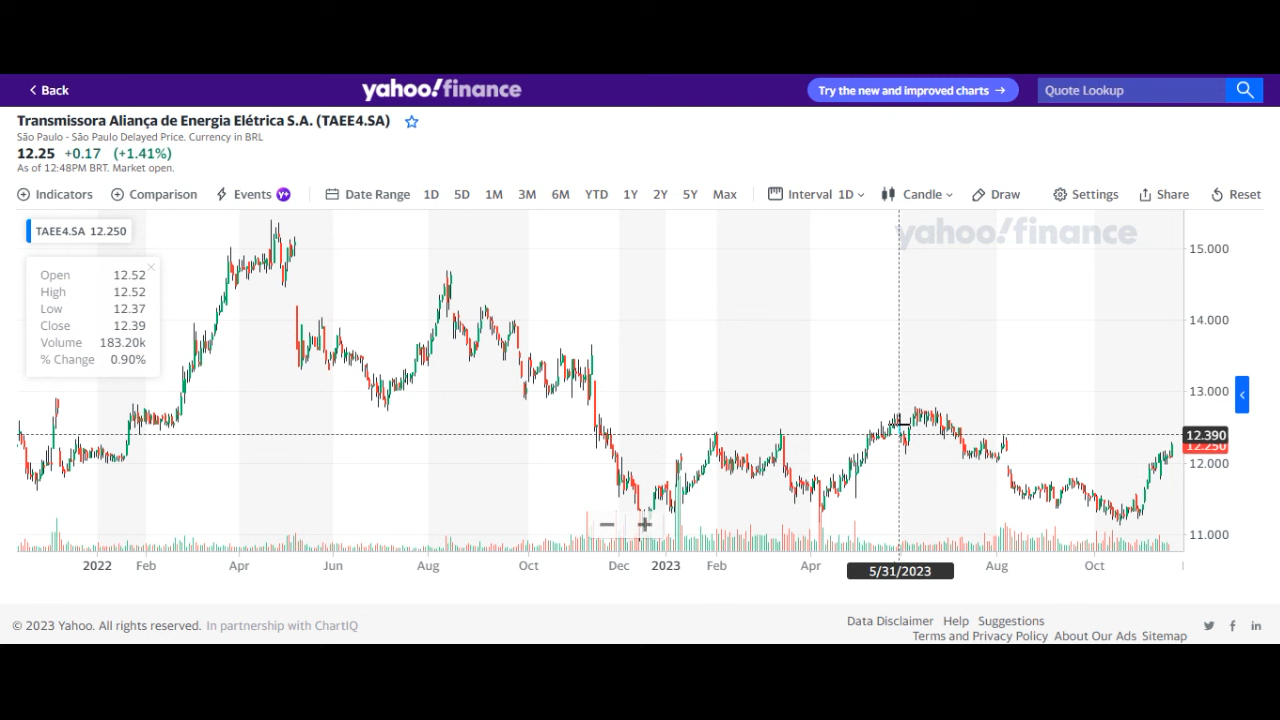 Back
yahoo!finance
Try the new and improved charts →
Quote Lookup
Transmissora Aliança de Energia Elétrica S.A. (TAEE4.SA)
São Paulo - São Paulo Delayed Price. Currency in BRL
12.25 +0.17 (+1.41%)
As of 12:48PM BRT. Market open.
Indicators Comparison Events Y+ Date Range 1D 5D 1M 3M 6M YTD 1Y 2Y 5Y Max Interval 1D Candle Draw Settings Share Reset
TAEE4.SA 12.250
yahoo!finance
Open 12.52
High 12.52
Low 12.37
Close 12.39
Volume 183.20k
% Change 0.90%
15.000
14.000
13.000
12.390
12.250
12.000
11.000
2022 Feb Apr Jun Aug Oct Dec 2023 Feb Apr 5/31/2023 Aug Oct
© 2023 Yahoo. All rights reserved. In partnership with ChartIQ
Data Disclaimer Help Suggestions
Terms and Privacy Policy About Our Ads Sitemap